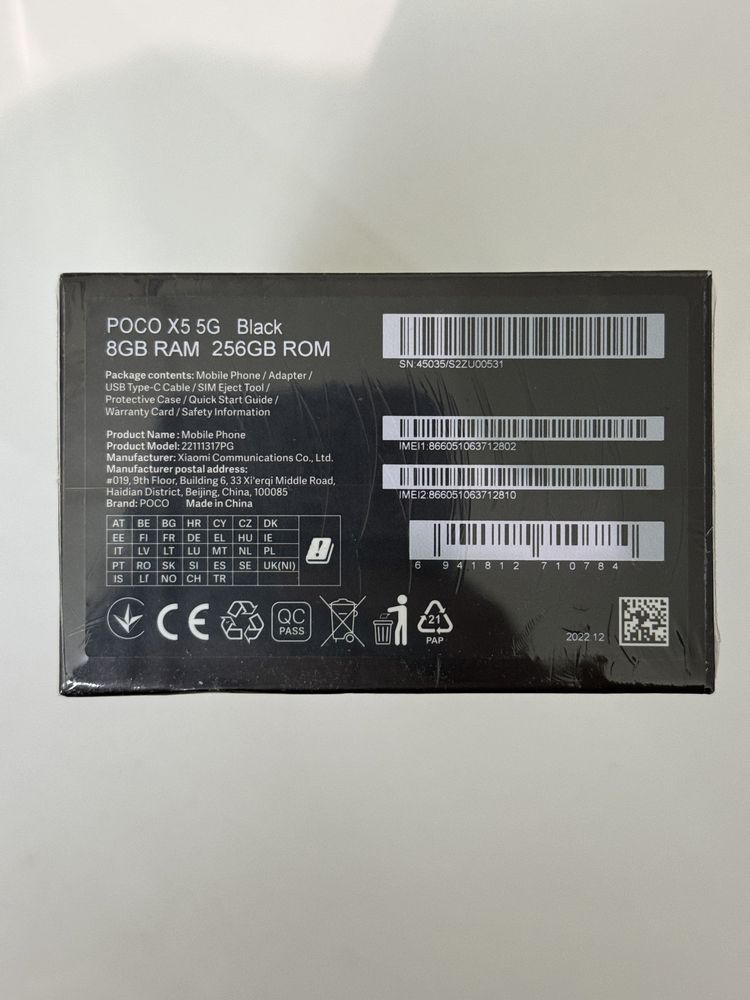 POCO X5 5G Black
8GB RAM 256GB ROM
Package contents: Mobile Phone / Adapter /
USB Type-C Cable / SIM Eject Tool /
Protective Case / Quick Start Guide /
Warranty Card / Safety Information
Product Name : Mobile Phone
Product Model: 22111317PG
Manufacturer: Xiaomi Communications Co., Ltd.
Manufacturer postal address:
#019, 9th Floor, Building 6, 33 Xi'erqi Middle Road,
Haidian District, Beijing, China, 100085
Brand: POCO Made in China
AT BE BG HR CY CZ DK
EE FI FR DE EL HU IE
IT LV LT LU MT NL PL
PT RO SK SI ES SE UK(NI)
IS LI NO CH TR
CE
QC
PASS
21
PAP
SN:45035/S2ZU00531
IMEI1:866051063712802
IMEI2:866051063712810
6 941812 710784
2022.12